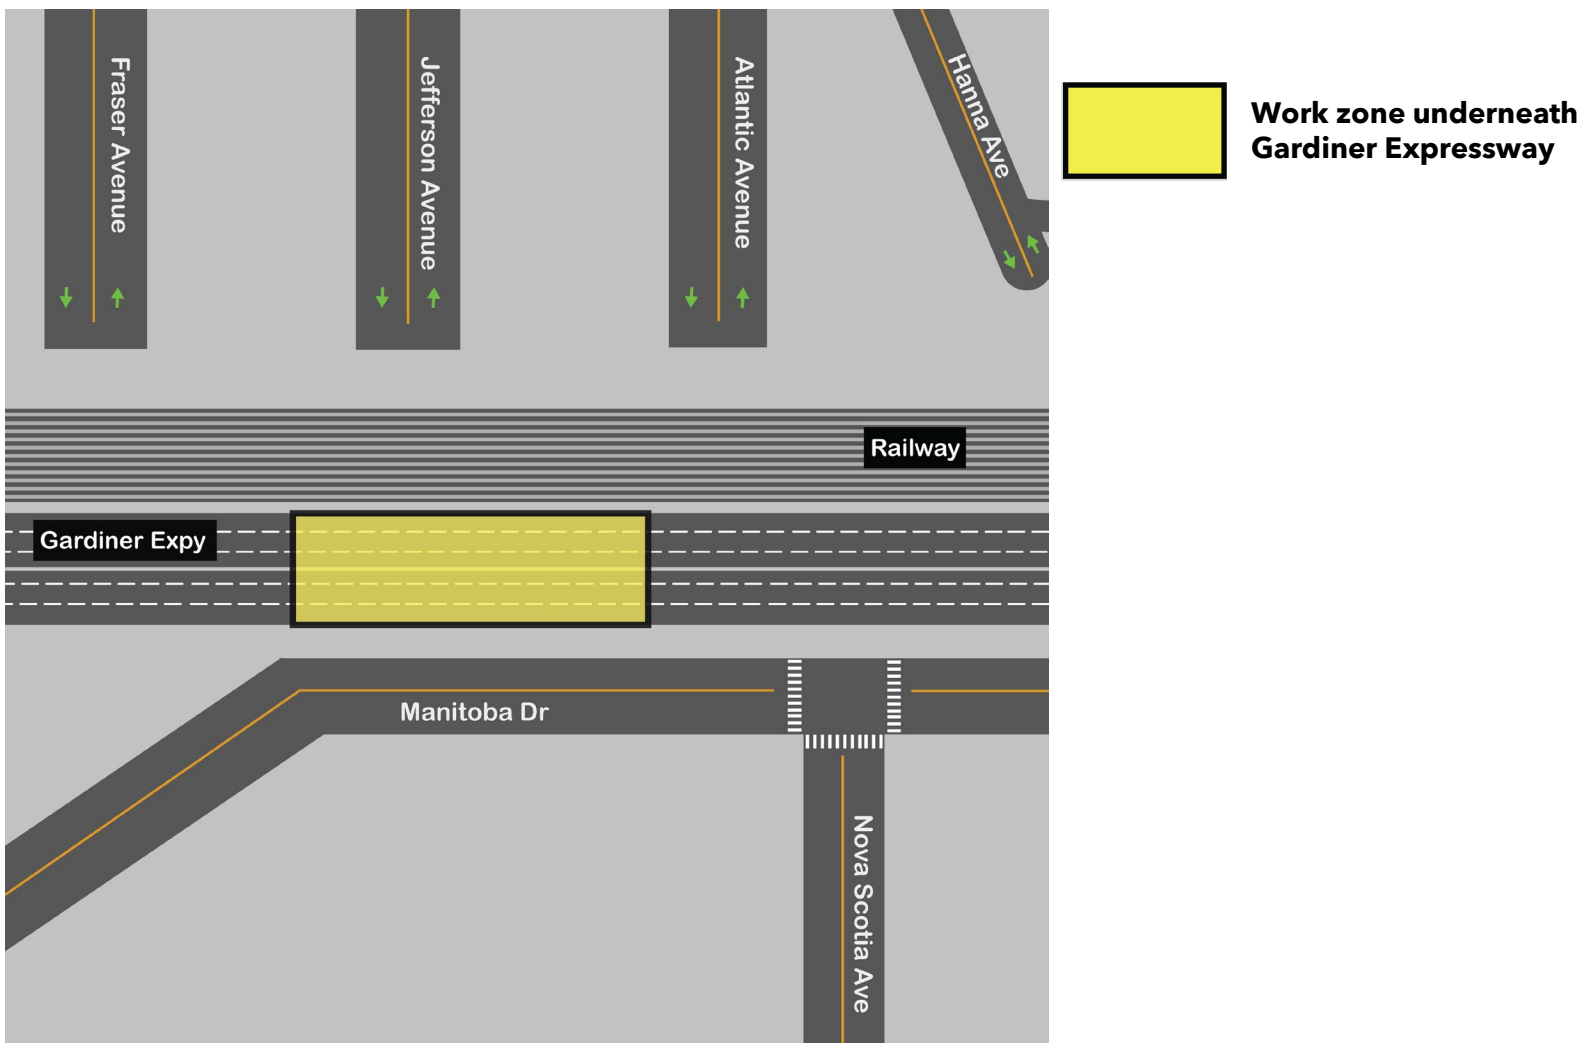 Fraser Avenue
Jefferson Avenue
Atlantic Avenue
Hanna Ave
Work zone underneath
Gardiner Expressway
Railway
Gardiner Expy
Manitoba Dr
Nova Scotia Ave